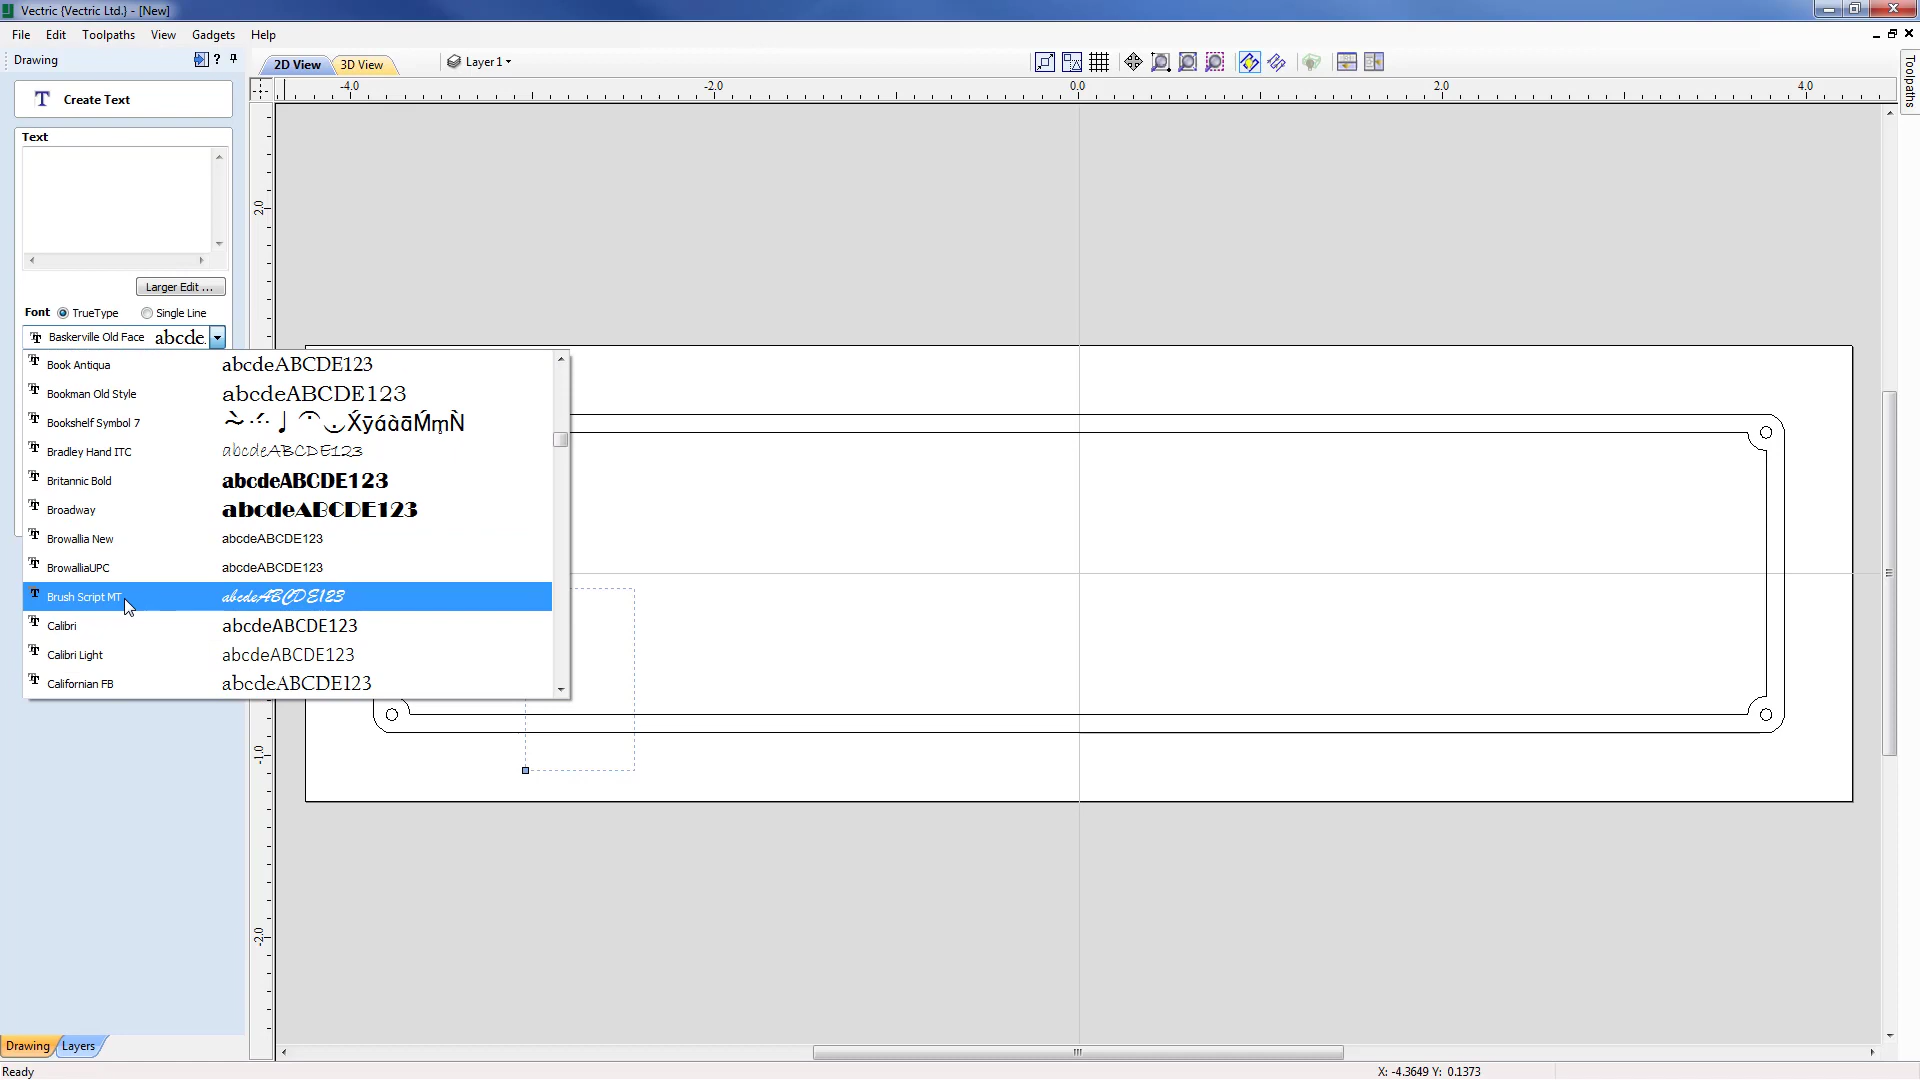 Vectric {Vectric Ltd.} - [New]
File Edit Toolpaths View Gadgets Help
Drawing ?
2D View 3D View Layer 1
Toolpaths
T Create Text
-4.0 -2.0 0.0 2.0 4.0
Text
2.0
Larger Edit ...
Font TrueType Single Line
Baskerville Old Face abcde.
Book Antiqua abcdeABCDE123
Bookman Old Style abcdeABCDE123
Bookshelf Symbol 7
Bradley Hand ITC abcdeABCDE123
Britannic Bold abcdeABCDE123
Broadway abcdeABCDE123
Browallia New abcdeABCDE123
BrowalliaUPC abcdeABCDE123
Brush Script MT abcdeABCDE123
Calibri abcdeABCDE123
Calibri Light abcdeABCDE123
Californian FB abcdeABCDE123
-1.0
-2.0
Drawing Layers
Ready
X: -4.3649 Y: 0.1373